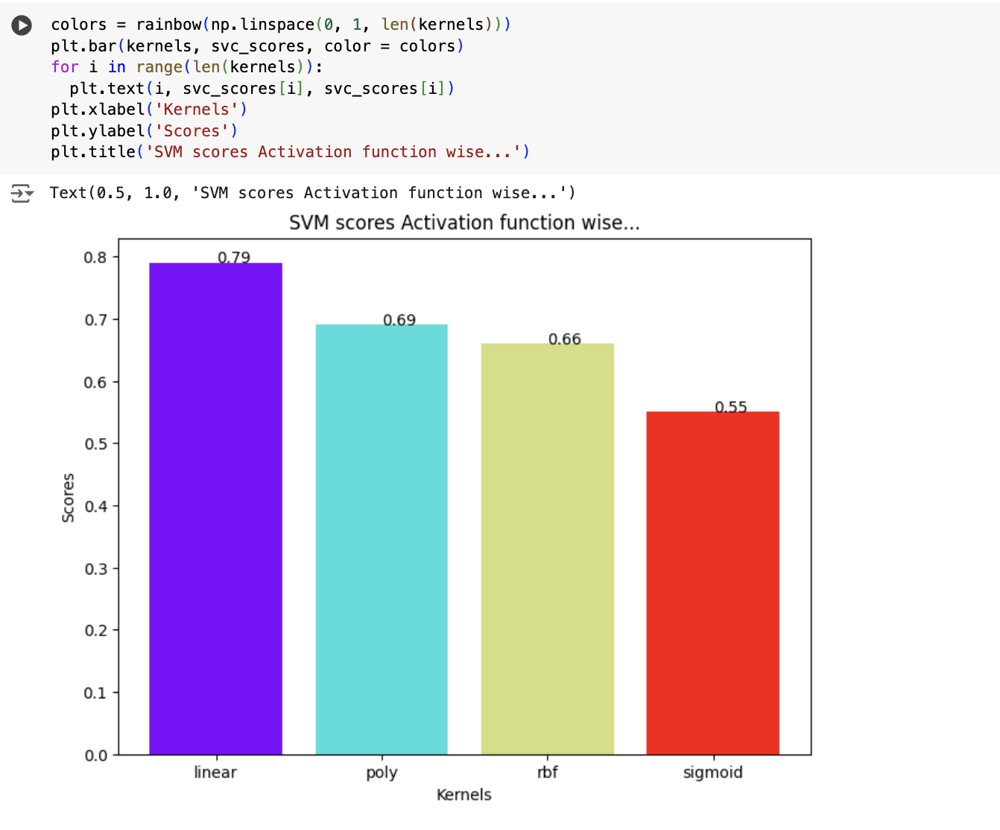 colors = rainbow(np.linspace(0, 1, len(kernels)))
plt.bar(kernels, svc_scores, color = colors)
for i in range(len(kernels)):
  plt.text(i, svc_scores[i], svc_scores[i])
plt.xlabel('Kernels')
plt.ylabel('Scores')
plt.title('SVM scores Activation function wise...')
Text(0.5, 1.0, 'SVM scores Activation function wise...')
SVM scores Activation function wise...
0.8
0.7
0.6
0.5
0.4
0.3
0.2
0.1
0.0
Scores
0.79
0.69
0.66
0.55
linear
poly
rbf
sigmoid
Kernels